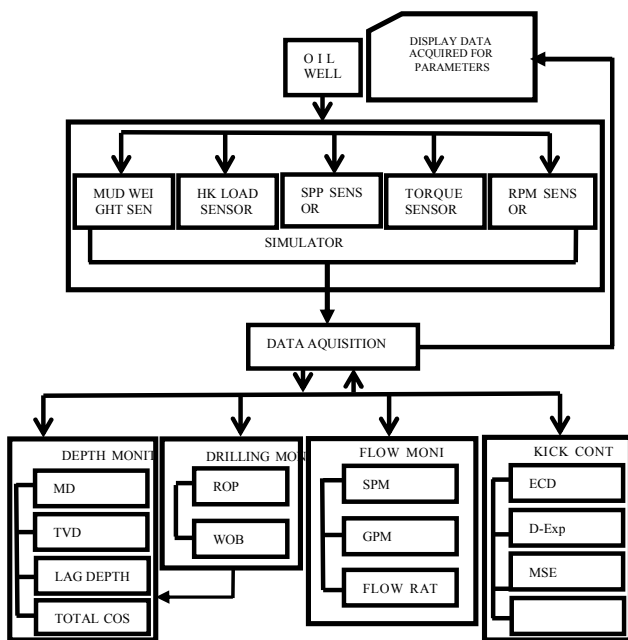 O I L
WELL
DISPLAY DATA
ACQUIRED FOR
PARAMETERS
MUD WEI
GHT SEN
HK LOAD
SENSOR
SPP SENS
OR
TORQUE
SENSOR
RPM SENS
OR
SIMULATOR
DATA AQUISITION
DEPTH MONIT
MD
TVD
LAG DEPTH
TOTAL COS
DRILLING MON
ROP
WOB
FLOW MONI
SPM
GPM
FLOW RAT
KICK CONT
ECD
D-Exp
MSE